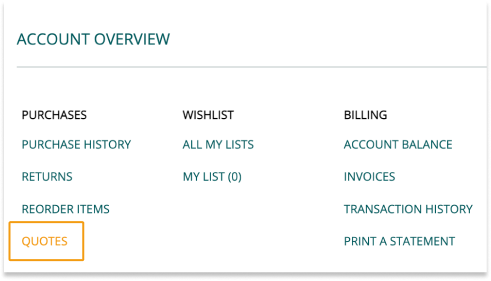 ACCOUNT OVERVIEW
PURCHASES
PURCHASE HISTORY
RETURNS
REORDER ITEMS
QUOTES
WISHLIST
ALL MY LISTS
MY LIST (0)
BILLING
ACCOUNT BALANCE
INVOICES
TRANSACTION HISTORY
PRINT A STATEMENT